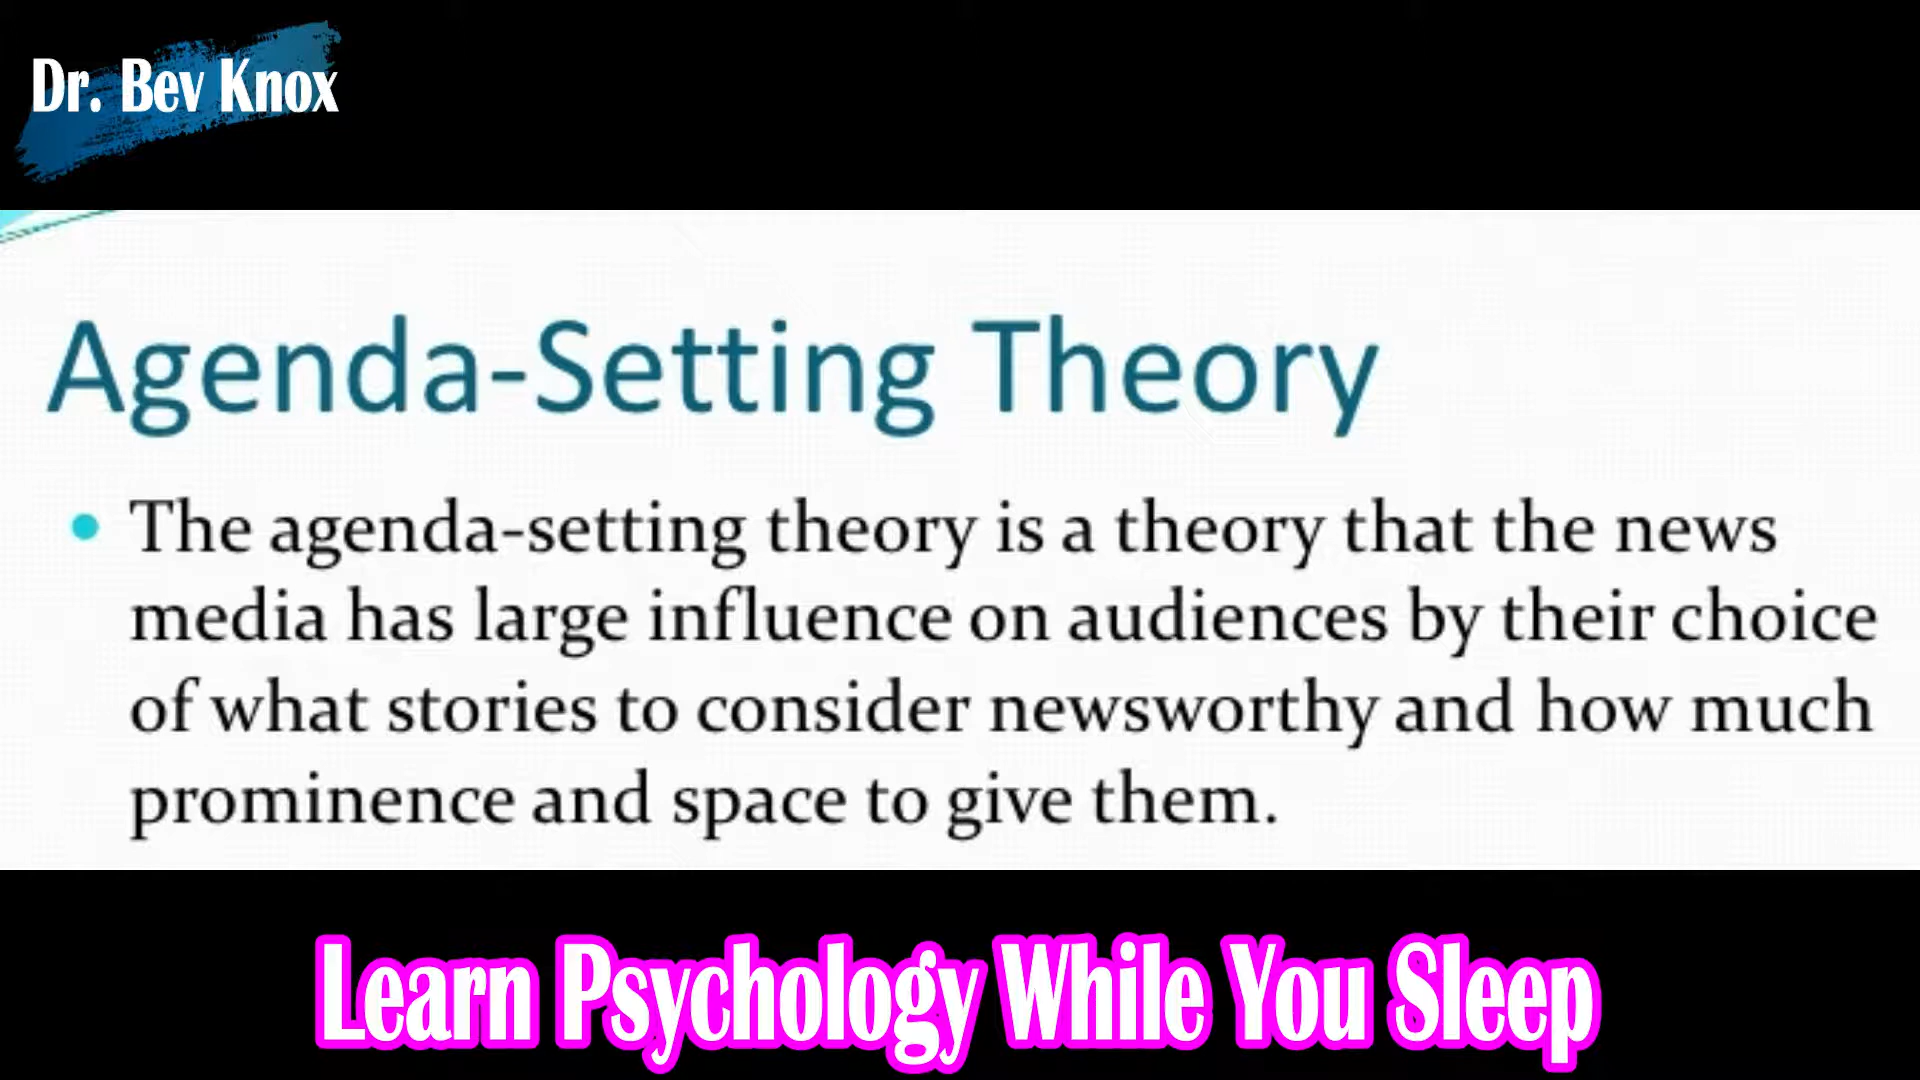 Dr. Bev Knox
Agenda-Setting Theory
• The agenda-setting theory is a theory that the news
media has large influence on audiences by their choice
of what stories to consider newsworthy and how much
prominence and space to give them.
Learn Psychology While You Sleep